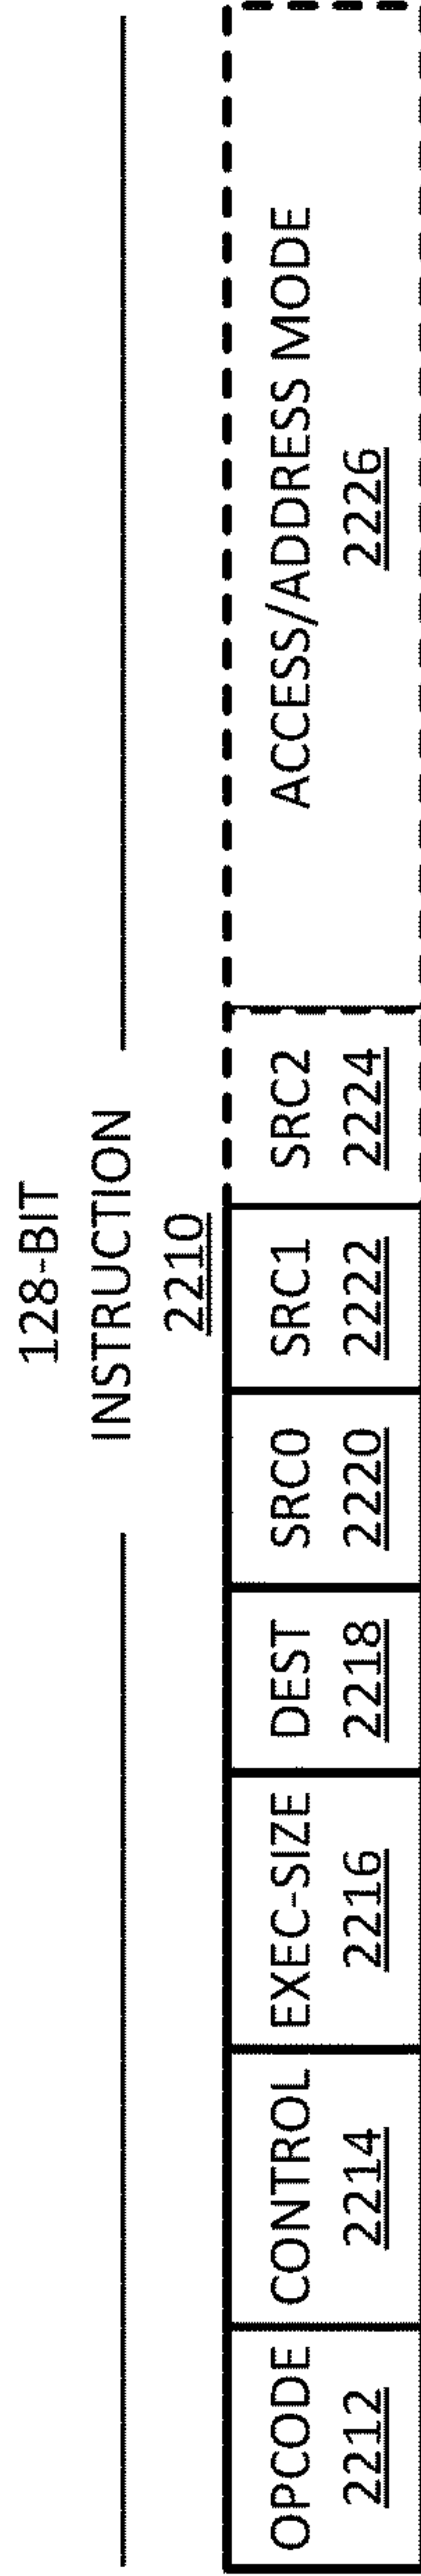 128-BIT
INSTRUCTION
2210
OPCODE
2212
CONTROL
2214
EXEC-SIZE
2216
DEST
2218
SRC0
2220
SRC1
2222
SRC2
2224
ACCESS/ADDRESS MODE
2226